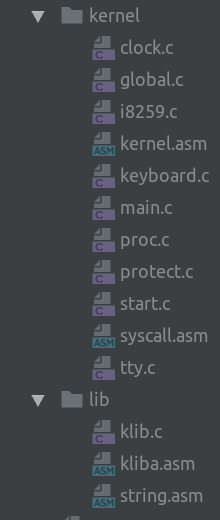 kernel
C clock.c
C global.c
C i8259.c
ASM kernel.asm
C keyboard.c
C main.c
C proc.c
C protect.c
C start.c
ASM syscall.asm
C tty.c
lib
C klib.c
ASM kliba.asm
ASM string.asm